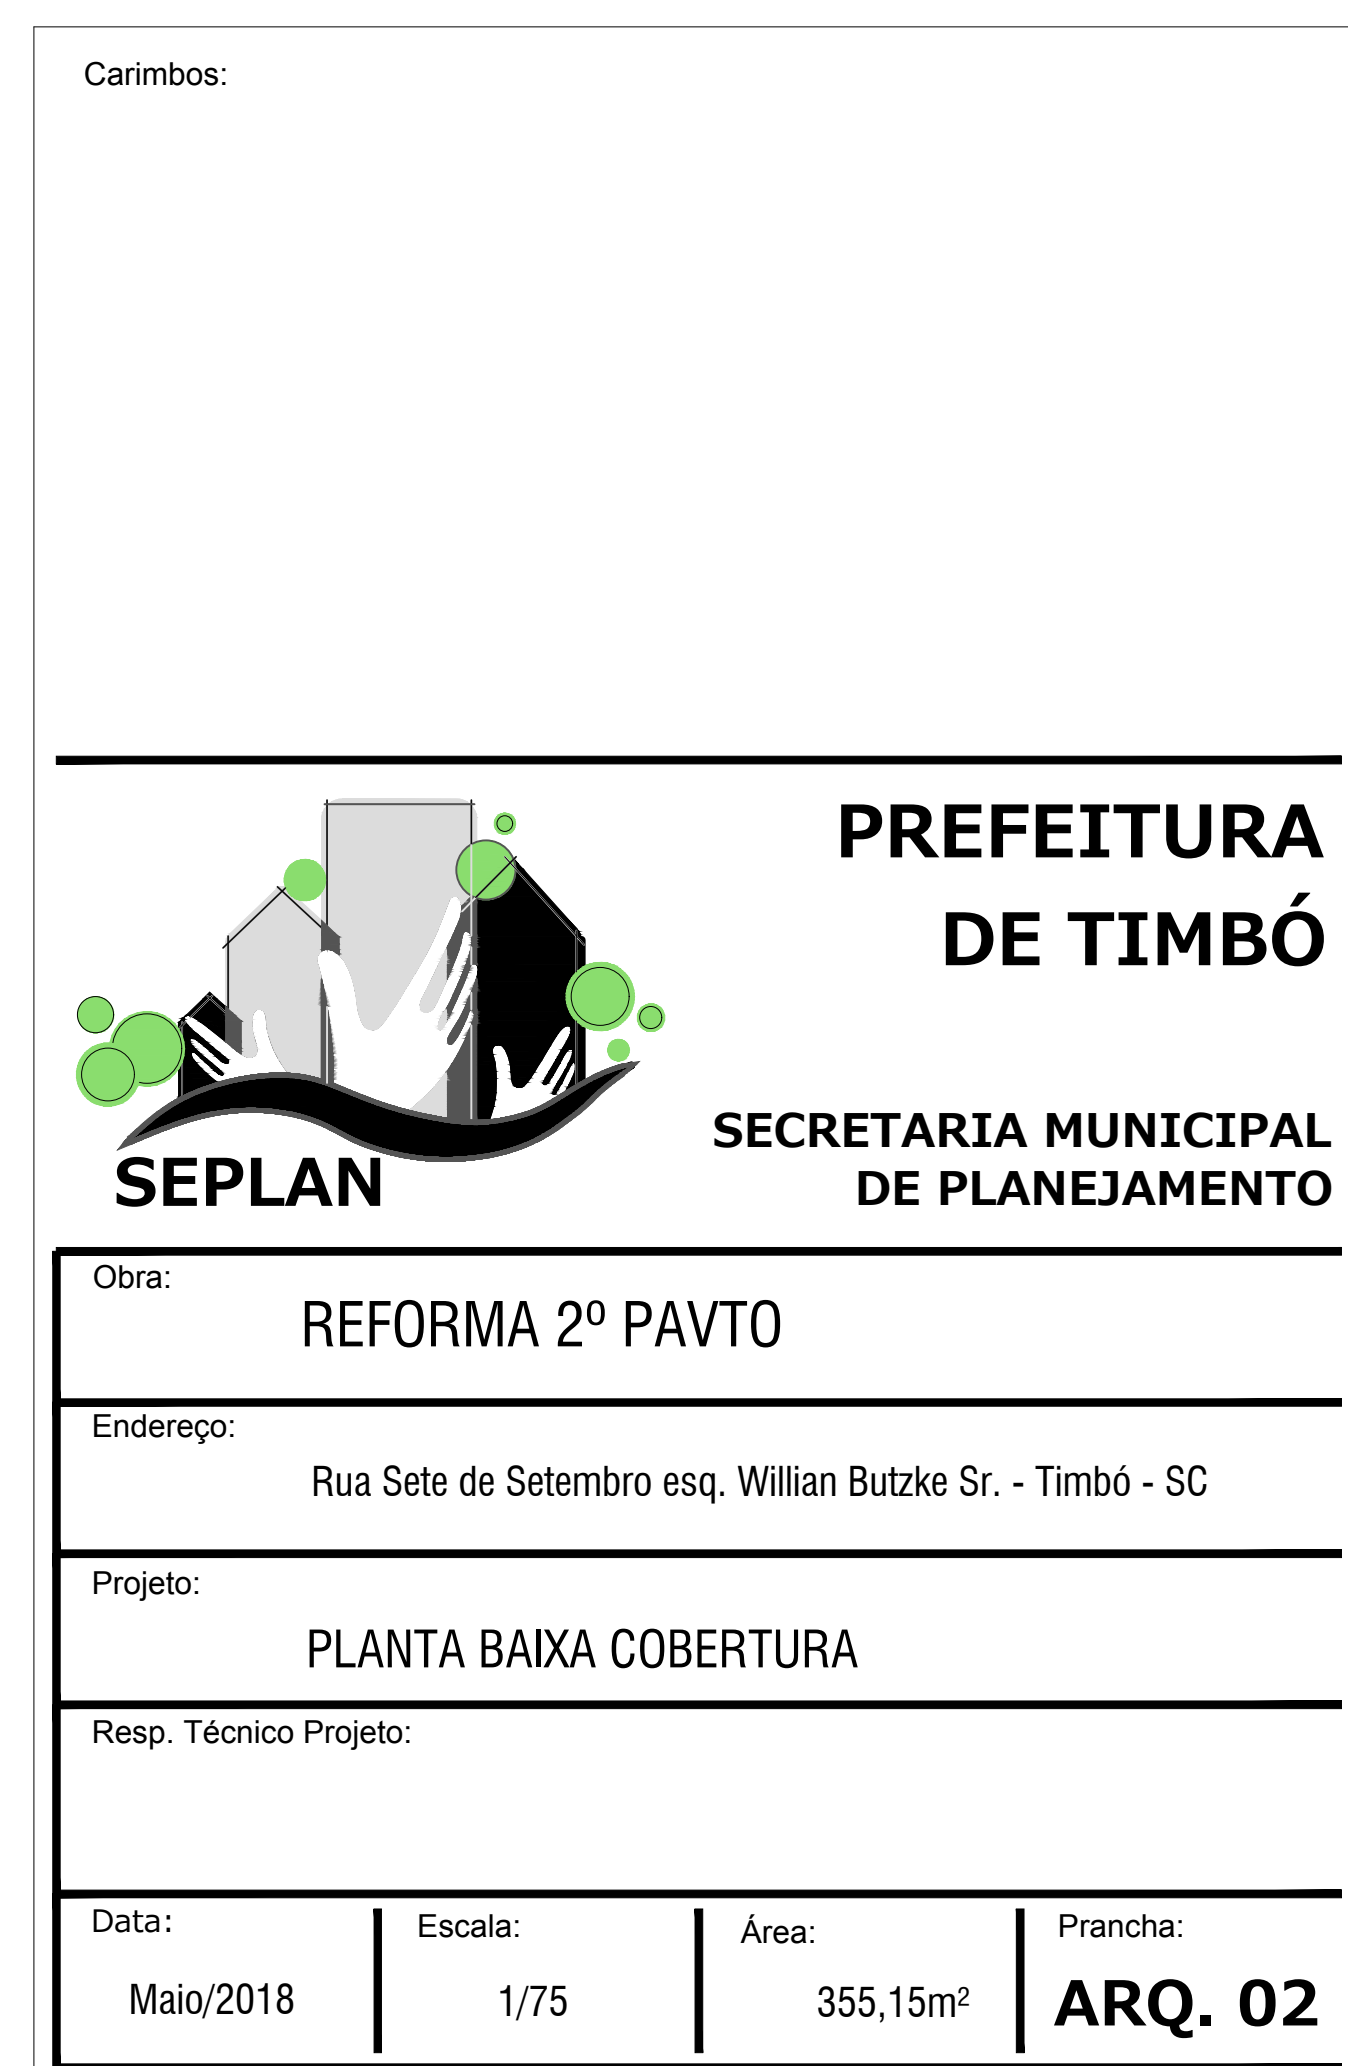 Carimbos:
PREFEITURA
DE TIMBÓ
SECRETARIA MUNICIPAL
DE PLANEJAMENTO
SEPLAN
Obra:
REFORMA 2º PAVTO
Endereço:
Rua Sete de Setembro esq. Willian Butzke Sr. - Timbó - SC
Projeto:
PLANTA BAIXA COBERTURA
Resp. Técnico Projeto:
Data:
Maio/2018
Escala:
1/75
Área:
355,15m²
Prancha:
ARQ. 02